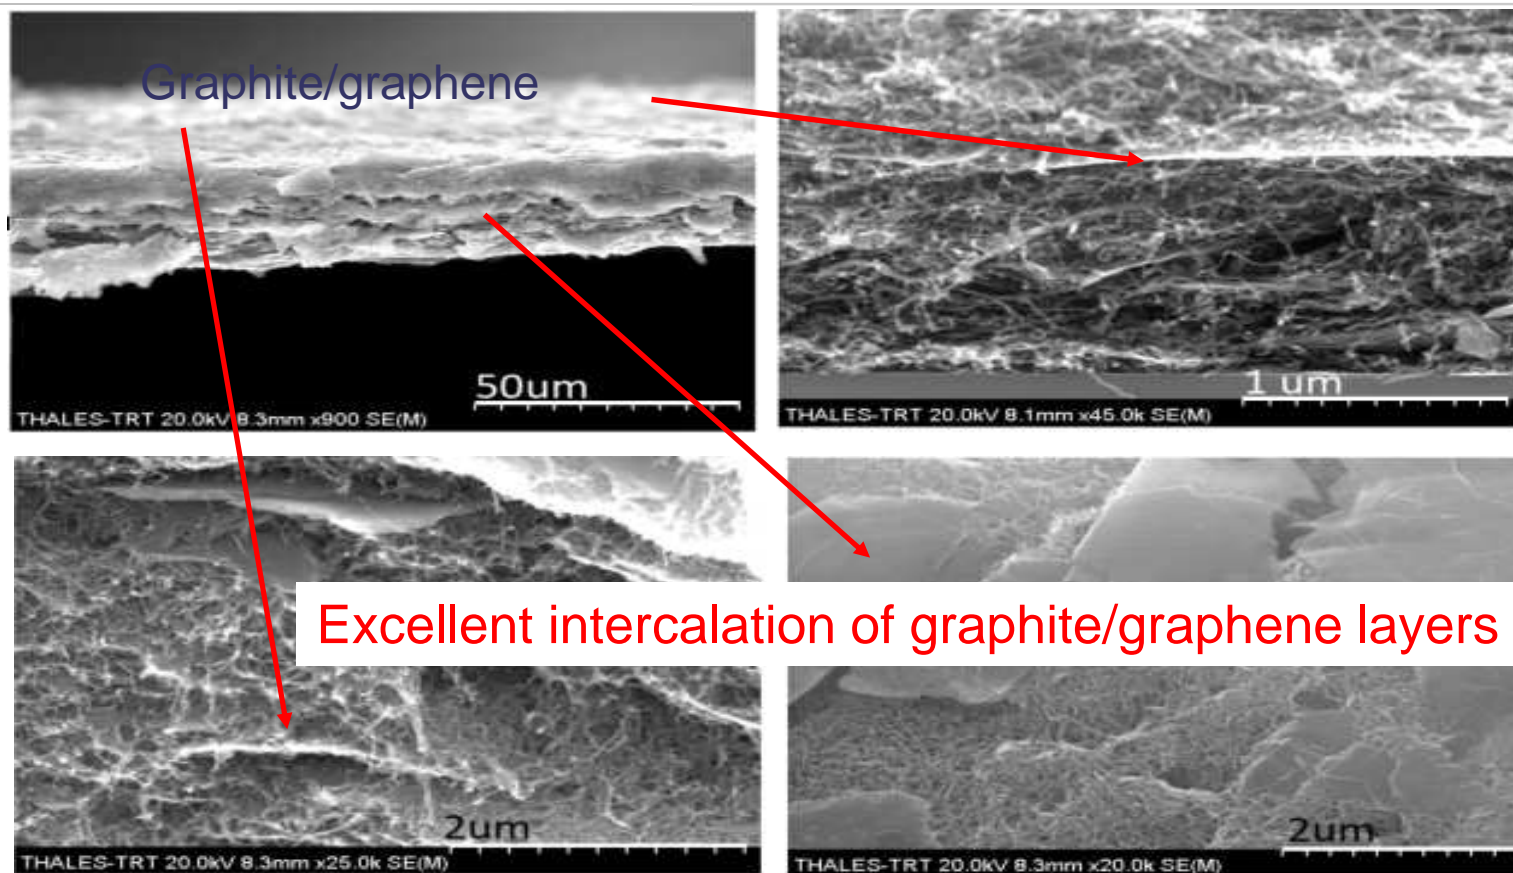 Graphite/graphene
50um
THALES-TRT 20.0kV 8.3mm x900 SE(M)
1 um
THALES-TRT 20.0kV 8.1mm x45.0k SE(M)
Excellent intercalation of graphite/graphene layers
2um
THALES-TRT 20.0kV 8.3mm x25.0k SE(M)
2um
THALES-TRT 20.0kV 8.3mm x20.0k SE(M)